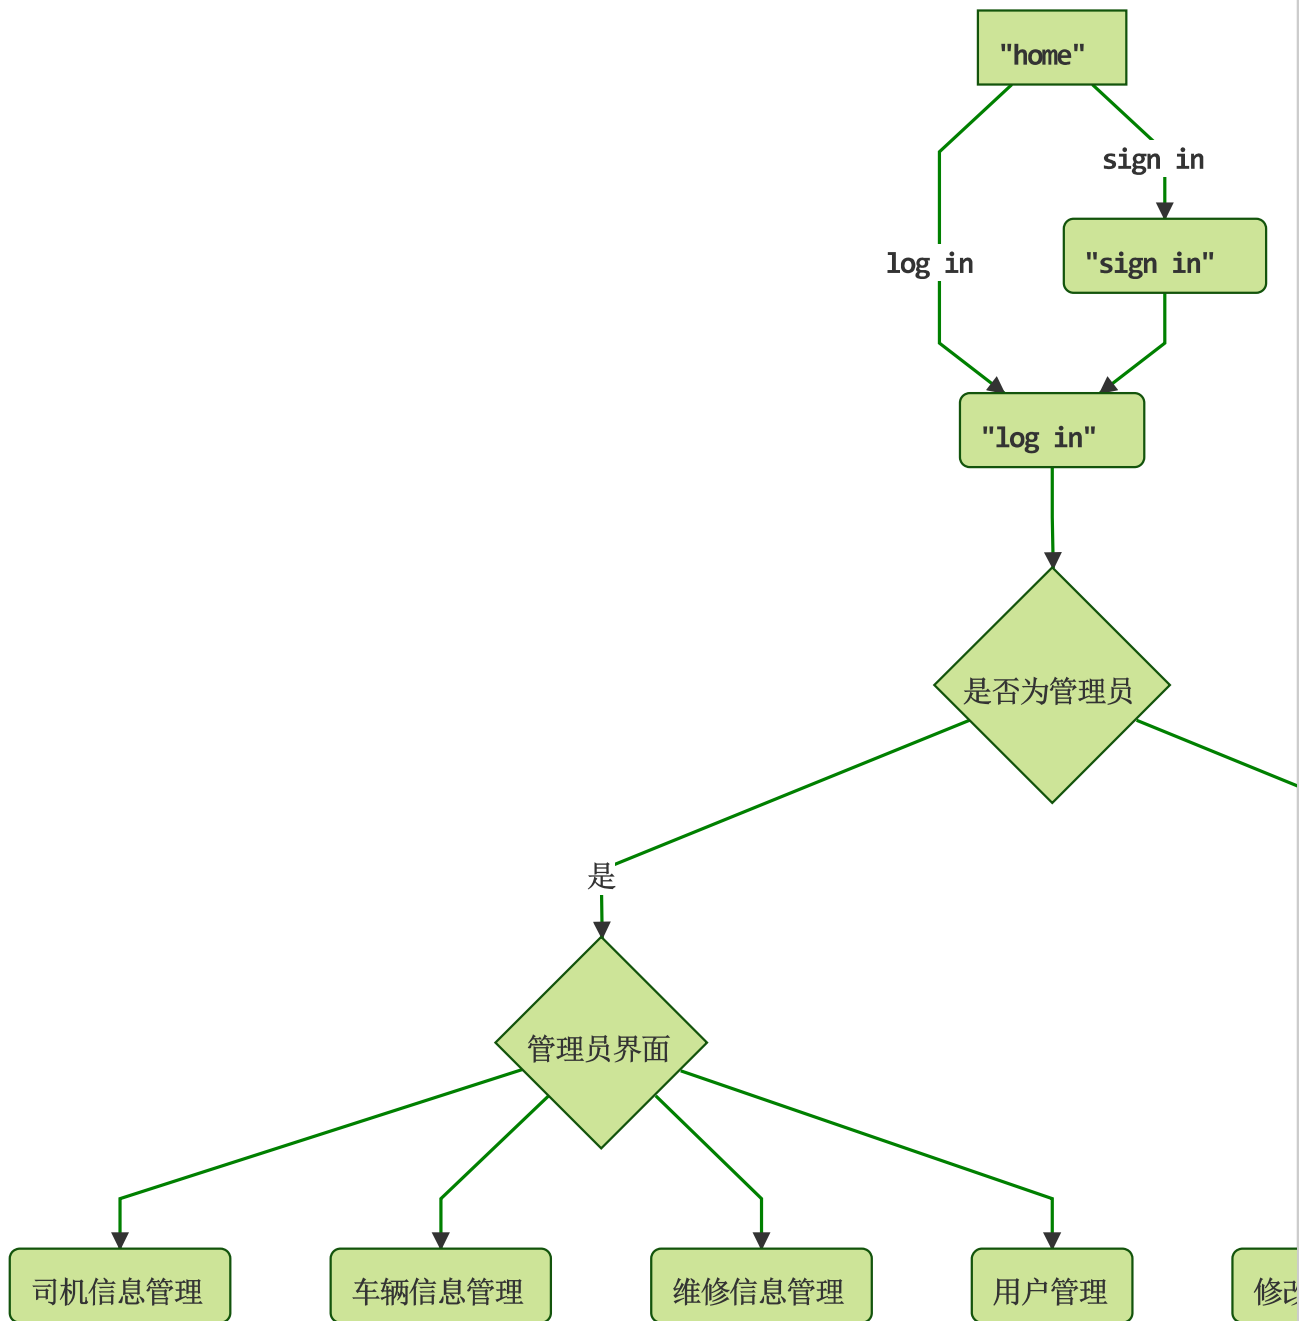 "home"
sign in
log in
"sign in"
"log in"
是否为管理员
是
管理员界面
司机信息管理
车辆信息管理
维修信息管理
用户管理
修